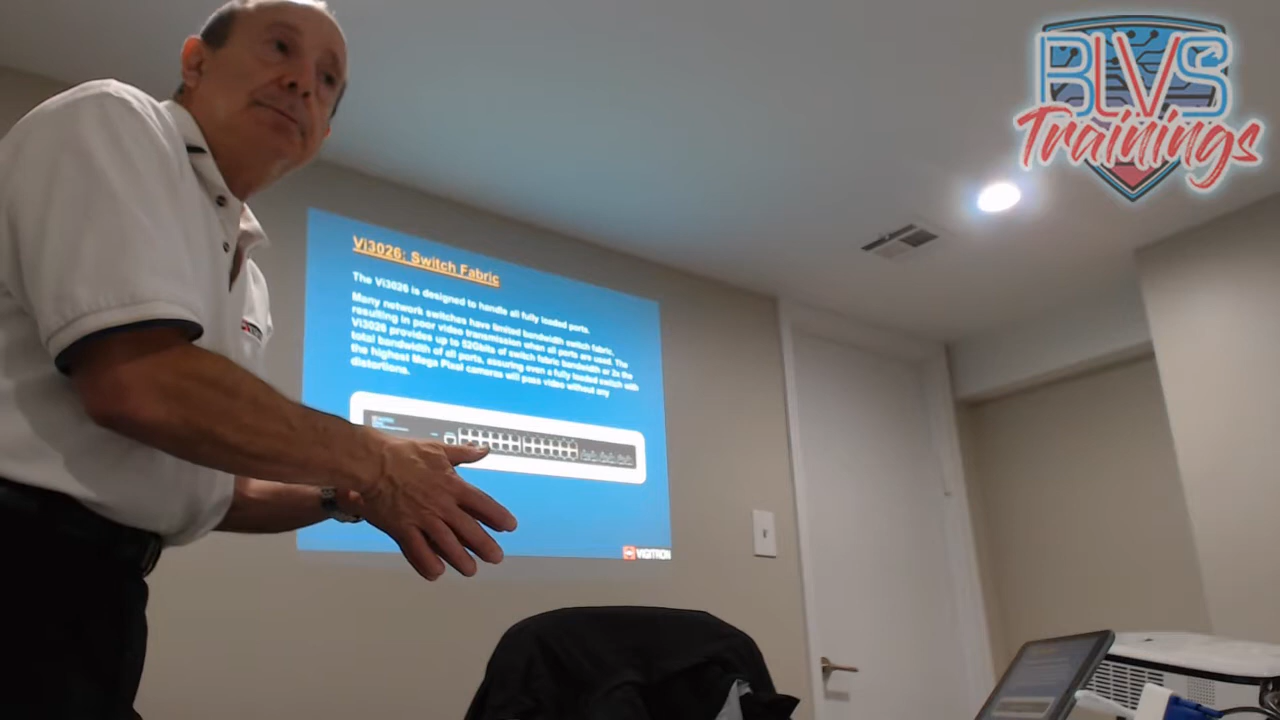 BLVS
Trainings
Vi3026: Switch Fabric
The Vi3026 is designed to handle all fully loaded ports.
Many network switches have limited bandwidth switch fabric,
resulting in poor video transmission when all ports are used. The
Vi3026 provides up to 52Gbits of switch fabric bandwidth or 2x the
total bandwidth of all ports, assuring even a fully loaded switch with
the highest Mega Pixel cameras will pass video without any
distortions.
VIGITRON